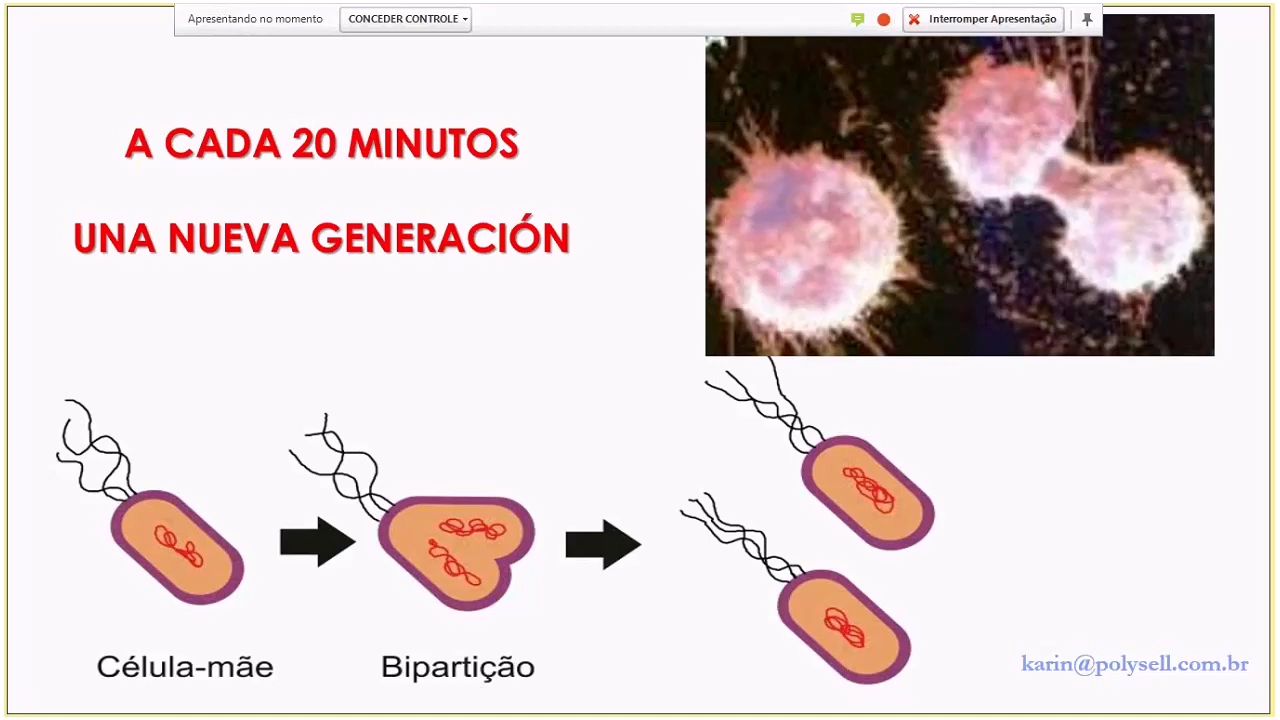 Apresentando no momento
CONCEDER CONTROLE
Interromper Apresentação
A CADA 20 MINUTOS
UNA NUEVA GENERACIÓN
Célula-mãe
Bipartição
karin@polysell.com.br